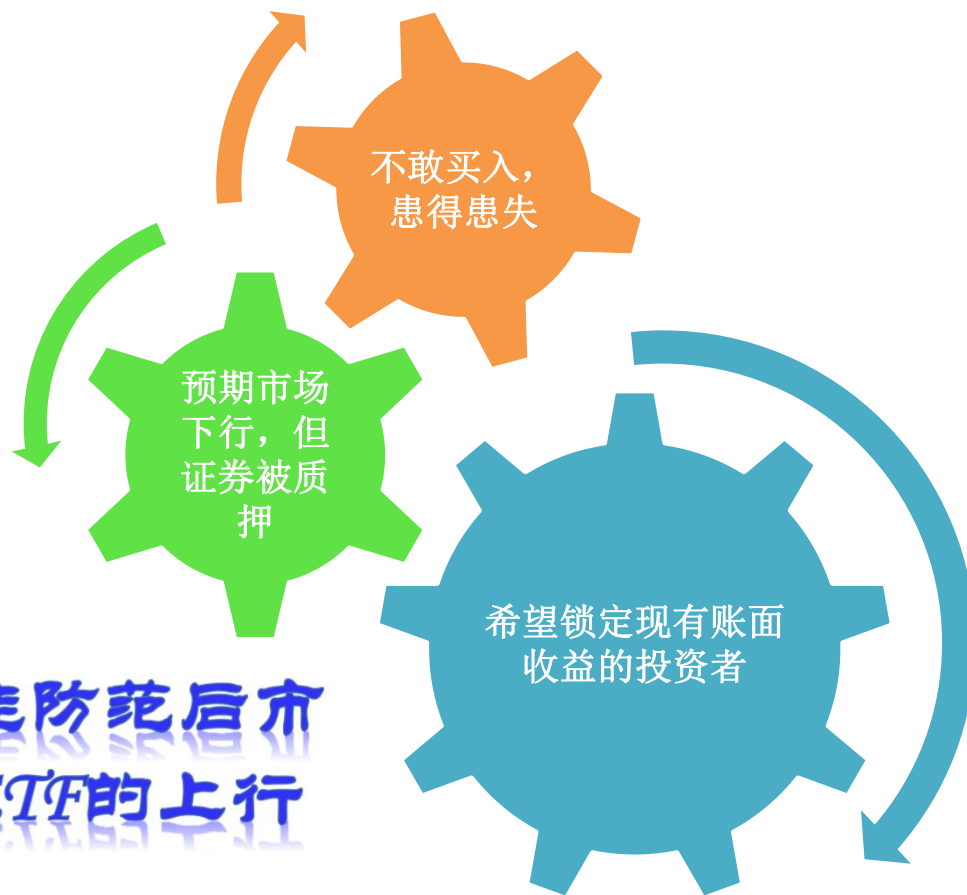 不敢买入，
患得患失
预期市场
下行，但
证券被质
押
希望锁定现有账面
收益的投资者
防范后市
TF的上行